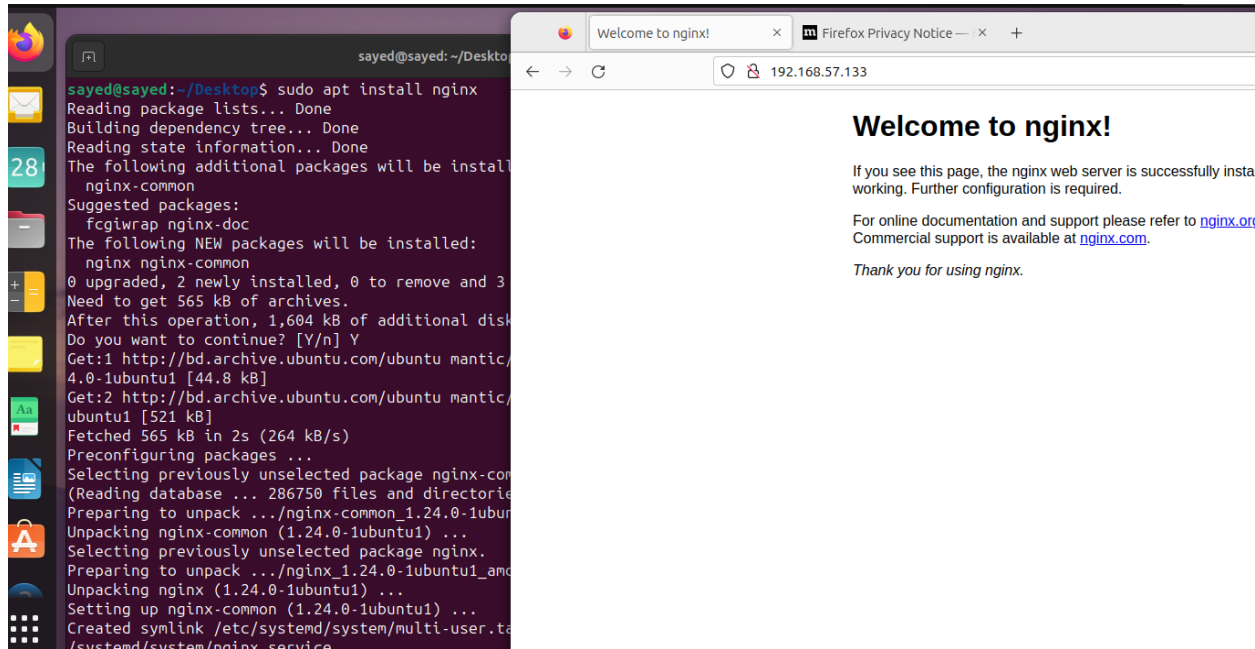 sayed@sayed: ~/Desktop
sayed@sayed:~/Desktop$ sudo apt install nginx
Reading package lists... Done
Building dependency tree... Done
Reading state information... Done
The following additional packages will be install
nginx-common
Suggested packages:
fcgiwrap nginx-doc
The following NEW packages will be installed:
nginx nginx-common
0 upgraded, 2 newly installed, 0 to remove and 3
Need to get 565 kB of archives.
After this operation, 1,604 kB of additional disk
Do you want to continue? [Y/n] Y
Get:1 http://bd.archive.ubuntu.com/ubuntu mantic/
4.0-1ubuntu1 [44.8 kB]
Get:2 http://bd.archive.ubuntu.com/ubuntu mantic/
ubuntu1 [521 kB]
Fetched 565 kB in 2s (264 kB/s)
Preconfiguring packages ...
Selecting previously unselected package nginx-com
(Reading database ... 286750 files and directorie
Preparing to unpack .../nginx-common_1.24.0-1ubun
Unpacking nginx-common (1.24.0-1ubuntu1) ...
Selecting previously unselected package nginx.
Preparing to unpack .../nginx_1.24.0-1ubuntu1_amd
Unpacking nginx (1.24.0-1ubuntu1) ...
Setting up nginx-common (1.24.0-1ubuntu1) ...
Created symlink /etc/systemd/system/multi-user.ta
/systemd/system/nginx.service
28
Aa
Welcome to nginx!
m Firefox Privacy Notice —
192.168.57.133
Welcome to nginx!
If you see this page, the nginx web server is successfully insta
working. Further configuration is required.
For online documentation and support please refer to nginx.org
Commercial support is available at nginx.com.
Thank you for using nginx.